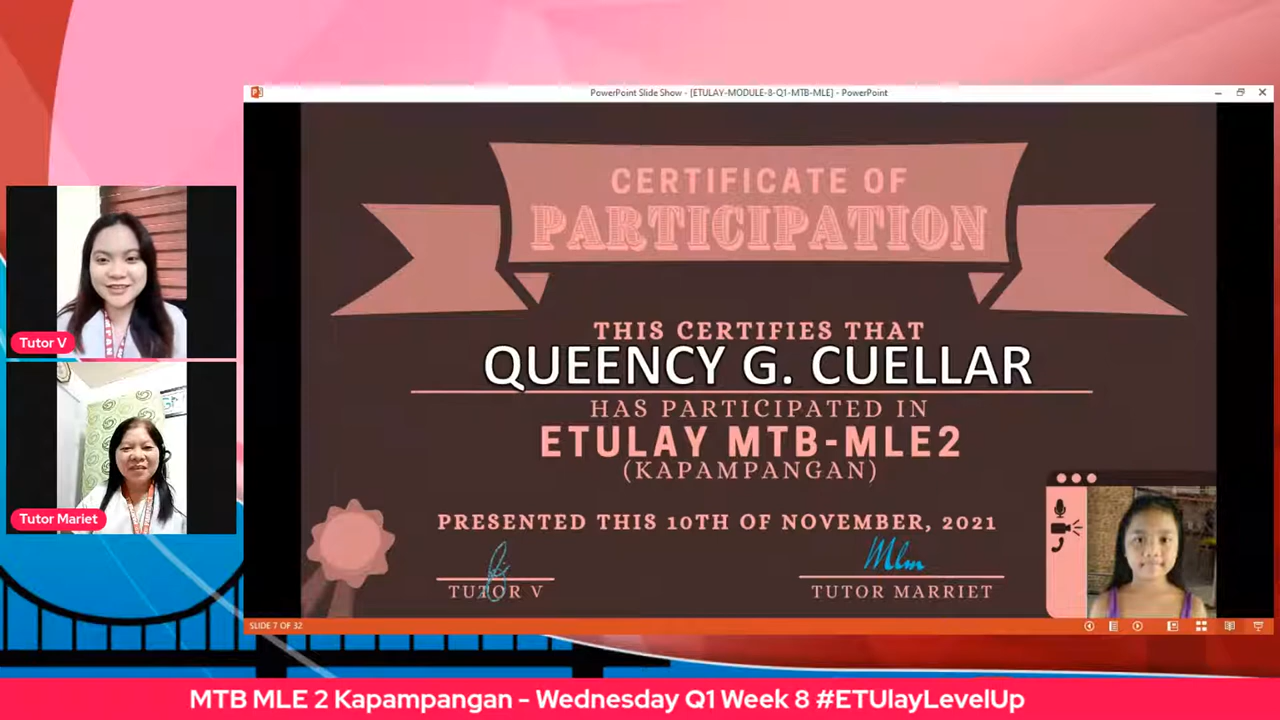 PowerPoint Slide Show - [ETULAY-MODULE-8-Q1-MTB-MLE] - PowerPoint
CERTIFICATE OF
PARTICIPATION
THIS CERTIFIES THAT
QUEENCY G. CUELLAR
HAS PARTICIPATED IN
ETULAY MTB-MLE2
(KAPAMPANGAN)
PRESENTED THIS 10TH OF NOVEMBER, 2021
Mlm
TUTOR V
TUTOR MARRIET
SLIDE 7 OF 32
Tutor V
Tutor Mariet
MTB MLE 2 Kapampangan - Wednesday Q1 Week 8 #ETUlayLevelUp